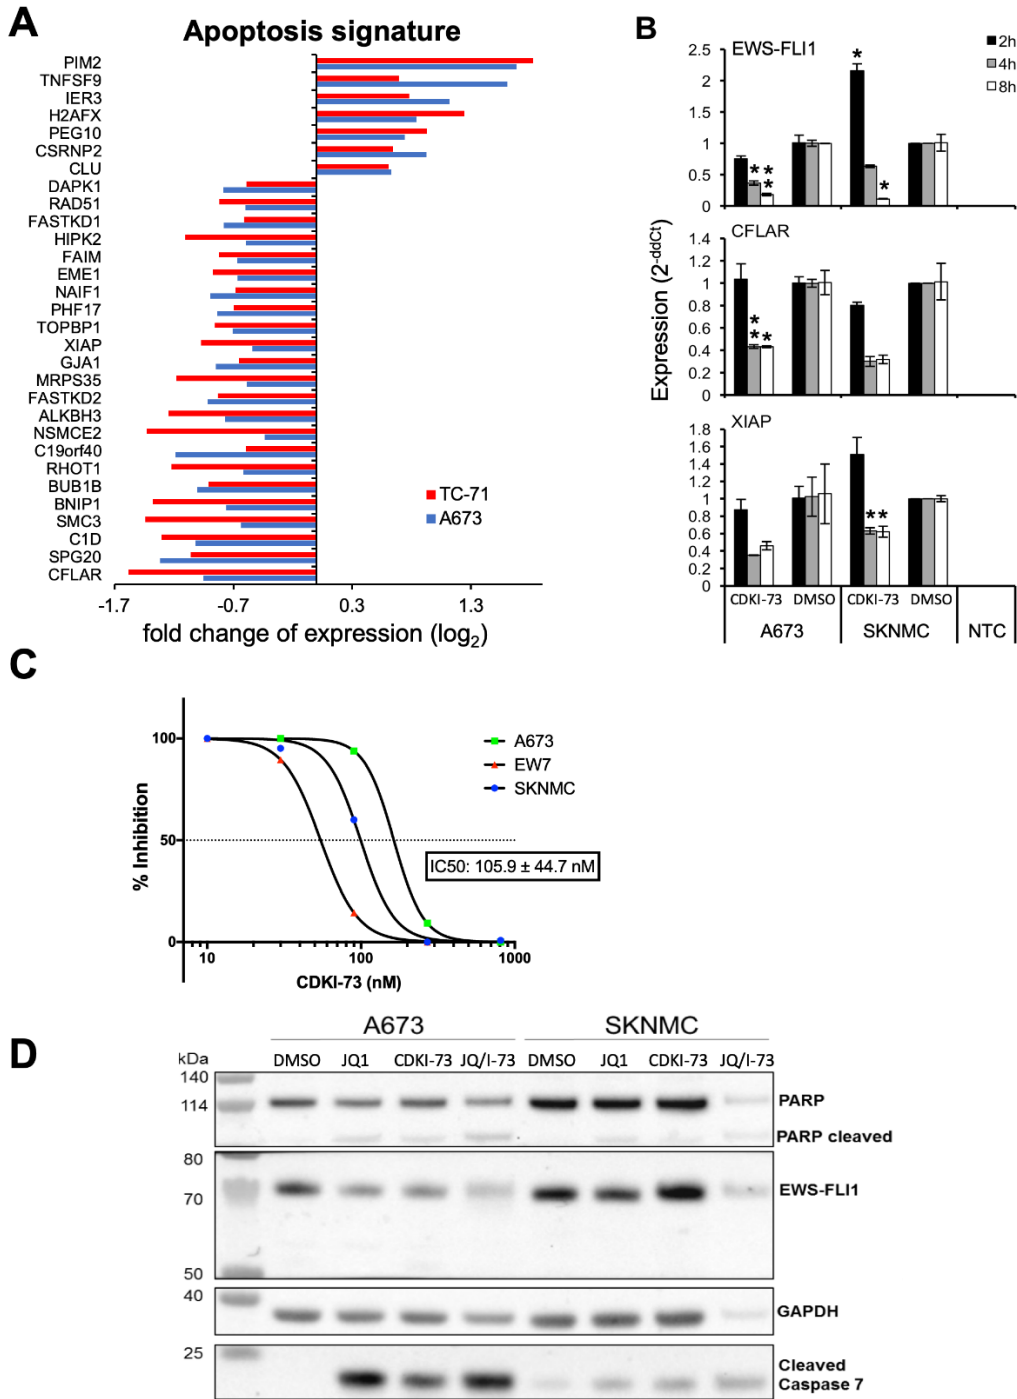 A
Apoptosis signature
PIM2
TNFSF9
IER3
H2AFX
PEG10
CSRNP2
CLU
DAPK1
RAD51
FASTKD1
HIPK2
FAIM
EME1
NAIF1
PHF17
TOPBP1
XIAP
GJA1
MRPS35
FASTKD2
ALKBH3
NSMCE2
C19orf40
RHOT1
BUB1B
BNIP1
SMC3
C1D
SPG20
CFLAR
TC-71
A673
-1.7 -0.7 0.3 1.3
fold change of expression (log2)
B
EWS-FLI1
2h
4h
8h
2.5
2
1.5
1
0.5
0
*
* * *
*
CFLAR
1.4
1.2
1
0.8
0.6
0.4
0.2
0
*
* *
XIAP
1.8
1.6
1.4
1.2
1
0.8
0.6
0.4
0.2
0
* *
Expression (2-ddCt)
CDKI-73 DMSO CDKI-73 DMSO
A673 SKNMC NTC
C
100
50
0
% Inhibition
A673
EW7
SKNMC
IC50: 105.9 ± 44.7 nM
10 100 1000
CDKI-73 (nM)
D
A673 SKNMC
kDa DMSO JQ1 CDKI-73 JQ/I-73 DMSO JQ1 CDKI-73 JQ/I-73
140
114 PARP
PARP cleaved
80
70 EWS-FLI1
50
40
GAPDH
25
Cleaved
Caspase 7